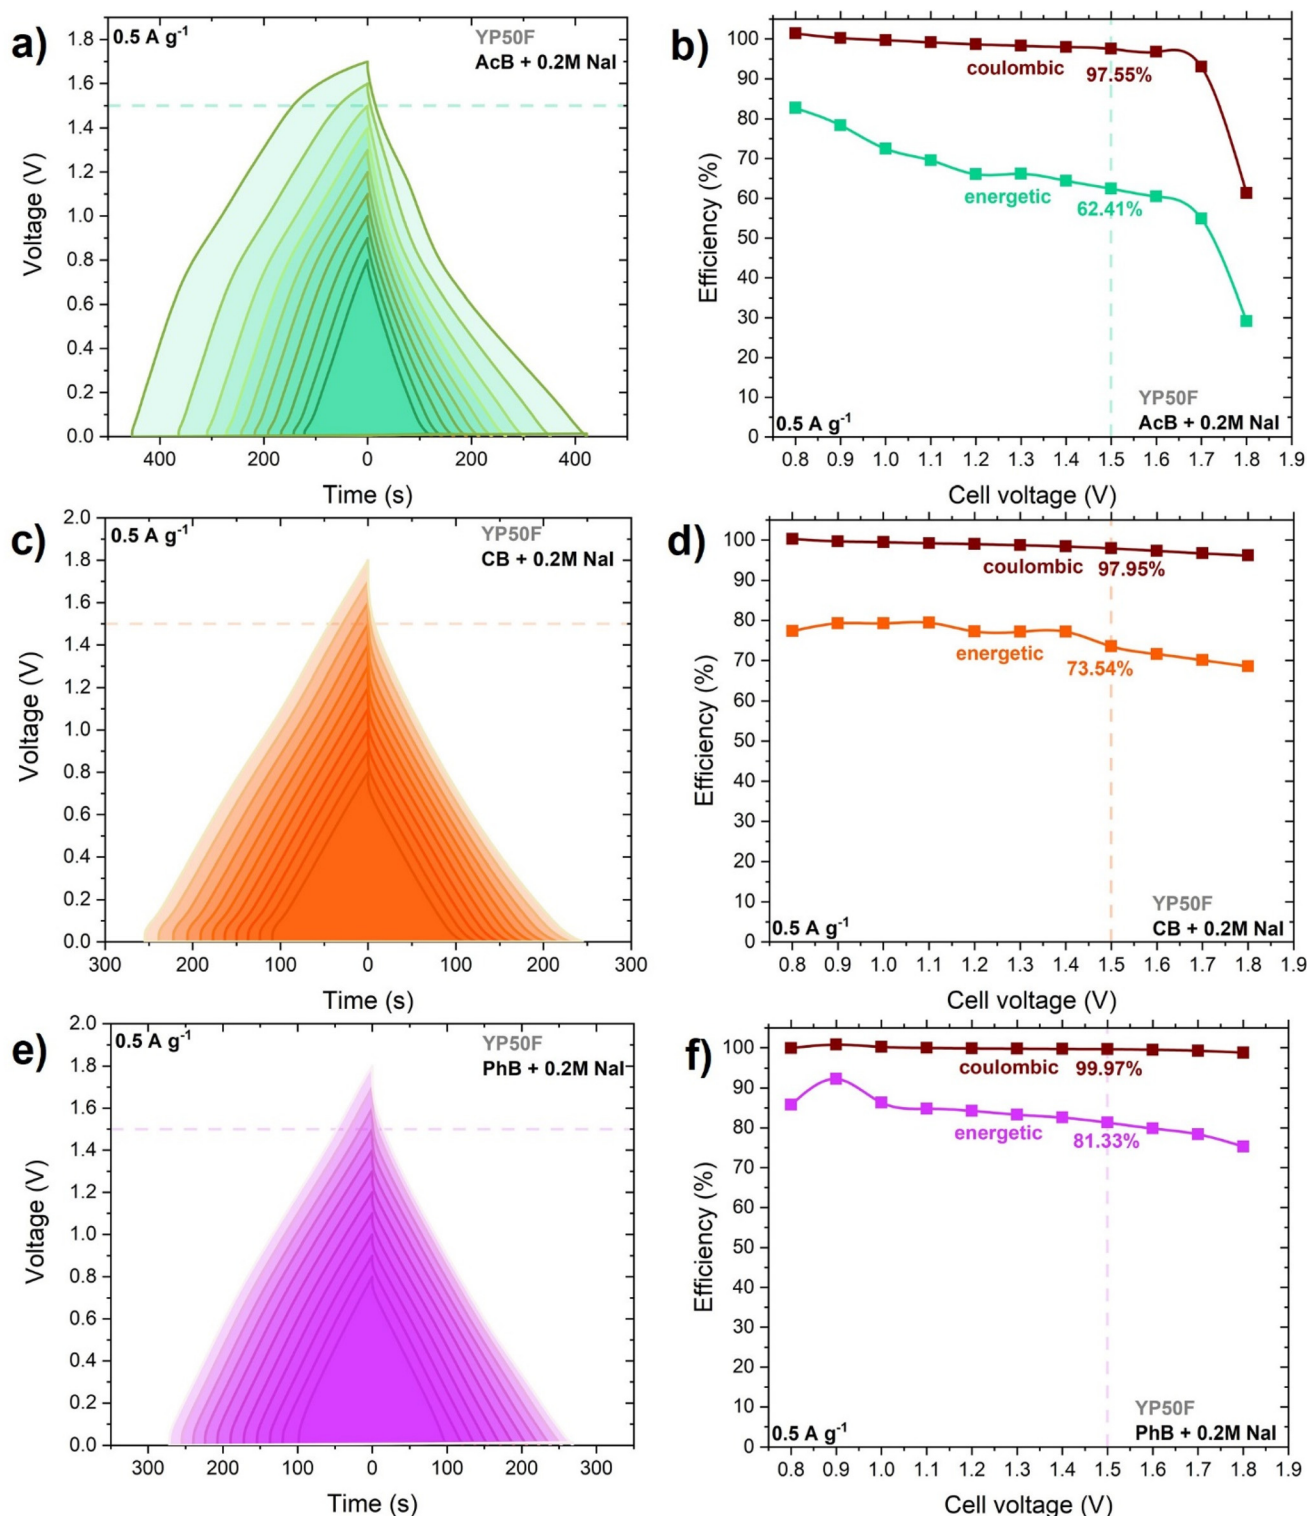 a)
0.5 A g⁻¹
YP50F
AcB + 0.2M NaI
Voltage (V)
1.8
1.6
1.4
1.2
1.0
0.8
0.6
0.4
0.2
0.0
400 200 0 200 400
Time (s)
b)
Efficiency (%)
100
90
80
70
60
50
40
30
20
10
0
coulombic 97.55%
energetic
62.41%
YP50F
0.5 A g⁻¹
AcB + 0.2M NaI
0.8 0.9 1.0 1.1 1.2 1.3 1.4 1.5 1.6 1.7 1.8 1.9
Cell voltage (V)
c)
0.5 A g⁻¹
YP50F
CB + 0.2M NaI
Voltage (V)
2.0
1.8
1.6
1.4
1.2
1.0
0.8
0.6
0.4
0.2
0.0
300 200 100 0 100 200 300
Time (s)
d)
Efficiency (%)
100
90
80
70
60
50
40
30
20
10
0
coulombic 97.95%
energetic
73.54%
YP50F
0.5 A g⁻¹
CB + 0.2M NaI
0.8 0.9 1.0 1.1 1.2 1.3 1.4 1.5 1.6 1.7 1.8 1.9
Cell voltage (V)
e)
0.5 A g⁻¹
YP50F
PhB + 0.2M NaI
Voltage (V)
2.0
1.8
1.6
1.4
1.2
1.0
0.8
0.6
0.4
0.2
0.0
300 200 100 0 100 200 300
Time (s)
f)
Efficiency (%)
100
90
80
70
60
50
40
30
20
10
0
coulombic 99.97%
energetic
81.33%
YP50F
0.5 A g⁻¹
PhB + 0.2M NaI
0.8 0.9 1.0 1.1 1.2 1.3 1.4 1.5 1.6 1.7 1.8 1.9
Cell voltage (V)